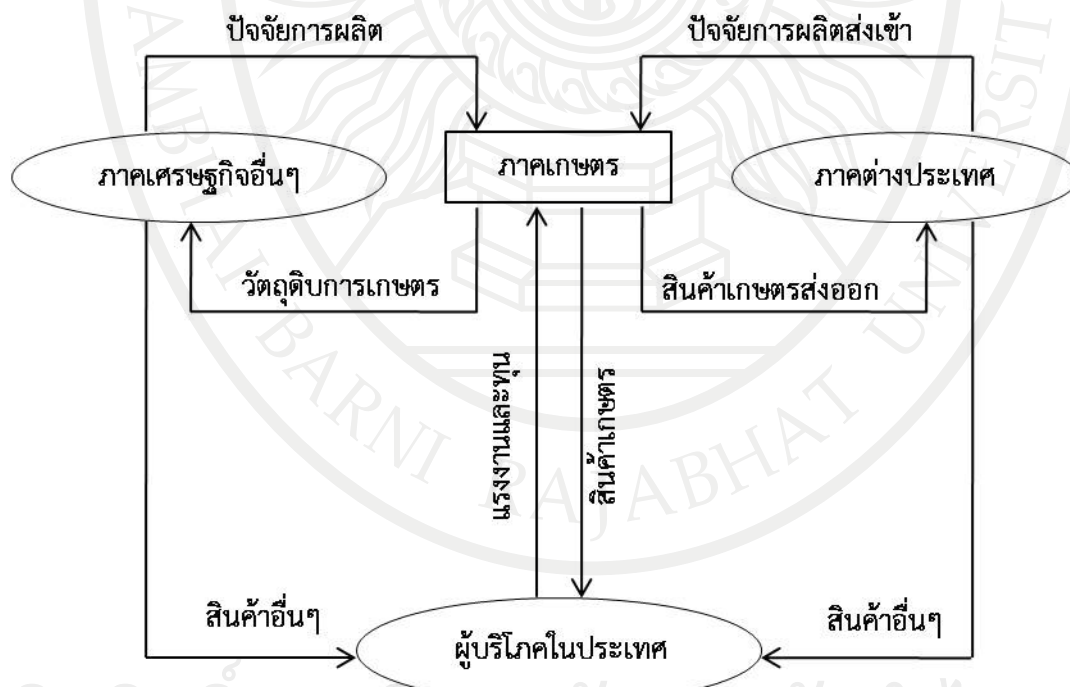 ปัจจัยการผลิต
ปัจจัยการผลิตส่งเข้า
ภาคเศรษฐกิจอื่นๆ
ภาคเกษตร
ภาคต่างประเทศ
วัตถุดิบการเกษตร
สินค้าเกษตรส่งออก
แรงงานและทุน
สินค้าเกษตร
สินค้าอื่นๆ
สินค้าอื่นๆ
ผู้บริโภคในประเทศ
BARNI RAJABHAT